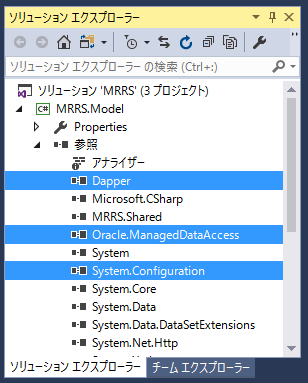 ソリューション エクスプローラー
ソリューション エクスプローラー の検索 (Ctrl+:)
ソリューション 'MRRS' (3 プロジェクト)
C# MRRS.Model
Properties
参照
アナライザー
Dapper
Microsoft.CSharp
MRRS.Shared
Oracle.ManagedDataAccess
System
System.Configuration
System.Core
System.Data
System.Data.DataSetExtensions
System.Net.Http
ソリューション エクスプローラー チーム エクスプローラー